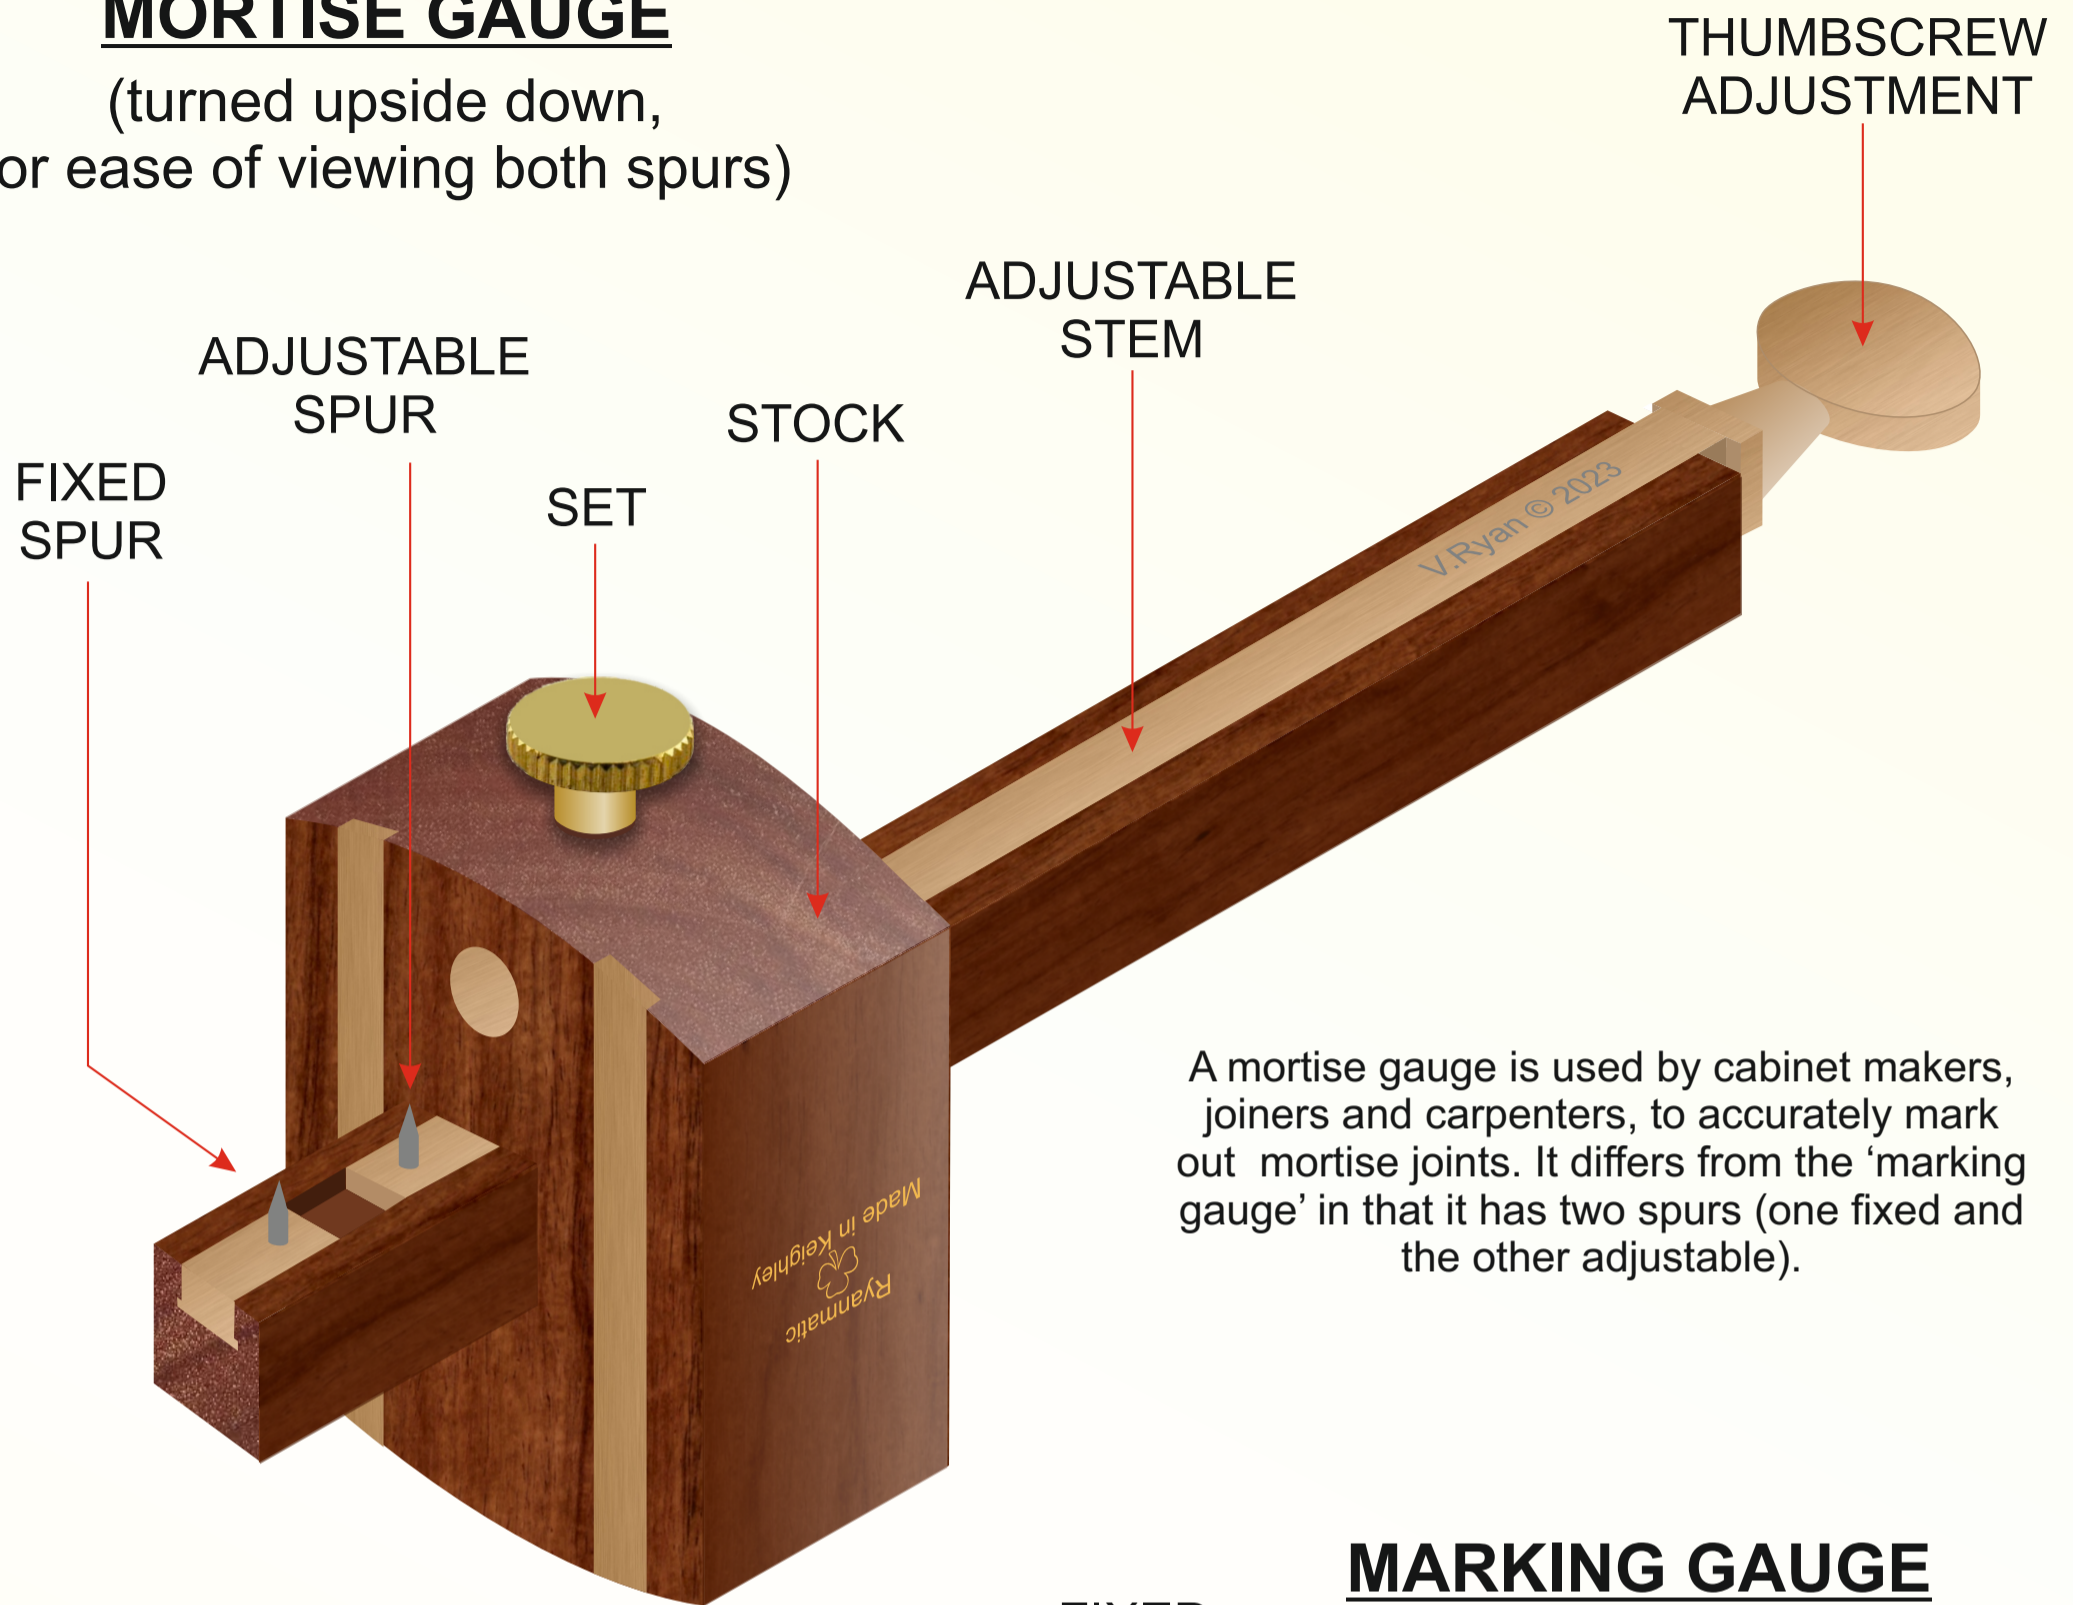 MORTISE GAUGE
(turned upside down,
or ease of viewing both spurs)
THUMBSCREW
ADJUSTMENT
ADJUSTABLE
STEM
ADJUSTABLE
SPUR
STOCK
FIXED
SPUR
SET
V.Ryan © 2023
A mortise gauge is used by cabinet makers,
joiners and carpenters, to accurately mark
out  mortise joints. It differs from the ‘marking
gauge’ in that it has two spurs (one fixed and
the other adjustable).
Ryanmatic
Made in Keighley
MARKING GAUGE
FIXED